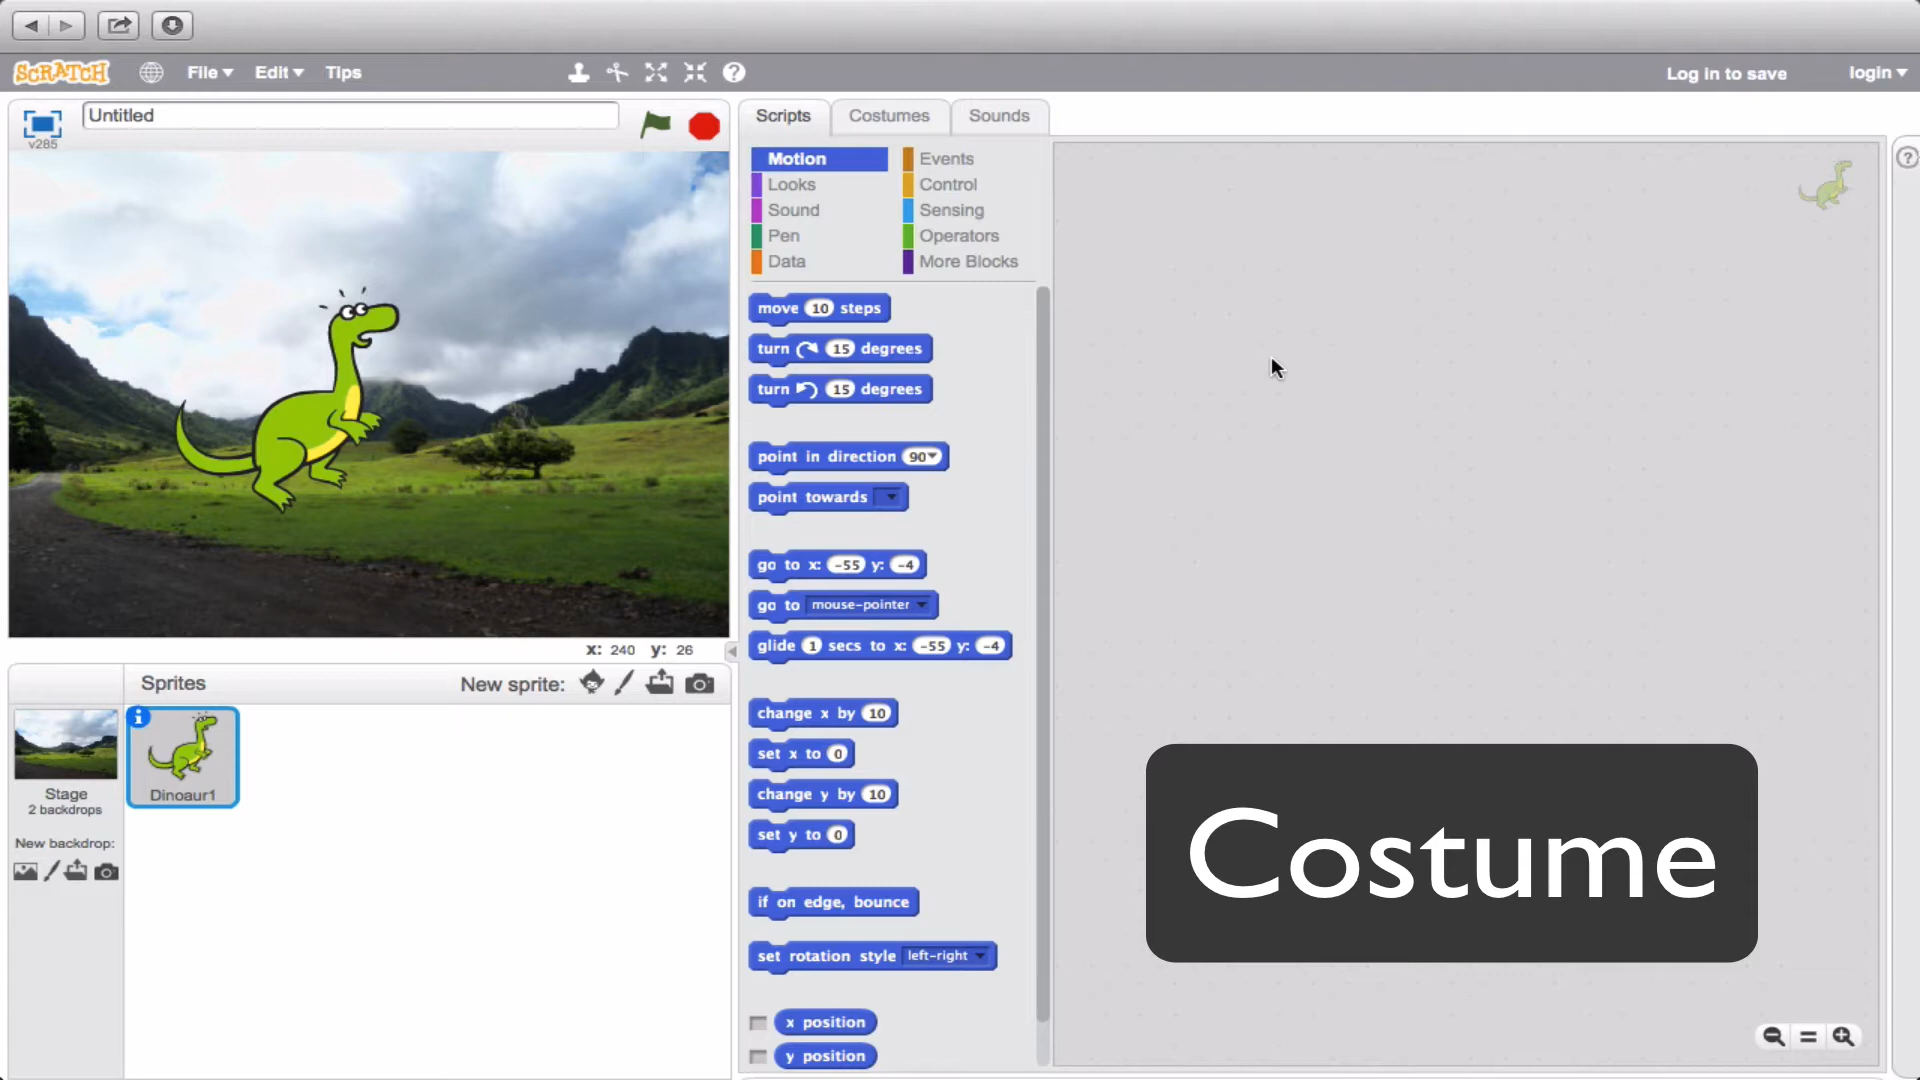 SCRATCH
File Edit Tips
Log in to save login
v285
Untitled
Scripts Costumes Sounds
Motion Events
Looks Control
Sound Sensing
Pen Operators
Data More Blocks
move 10 steps
turn 15 degrees
turn 15 degrees
point in direction 90
point towards
go to x: -55 y: -4
go to mouse-pointer
glide 1 secs to x: -55 y: -4
change x by 10
set x to 0
change y by 10
set y to 0
if on edge, bounce
set rotation style left-right
x position
y position
x: 240 y: 26
Sprites New sprite:
Stage
2 backdrops
New backdrop:
Dinoaur1
Costume